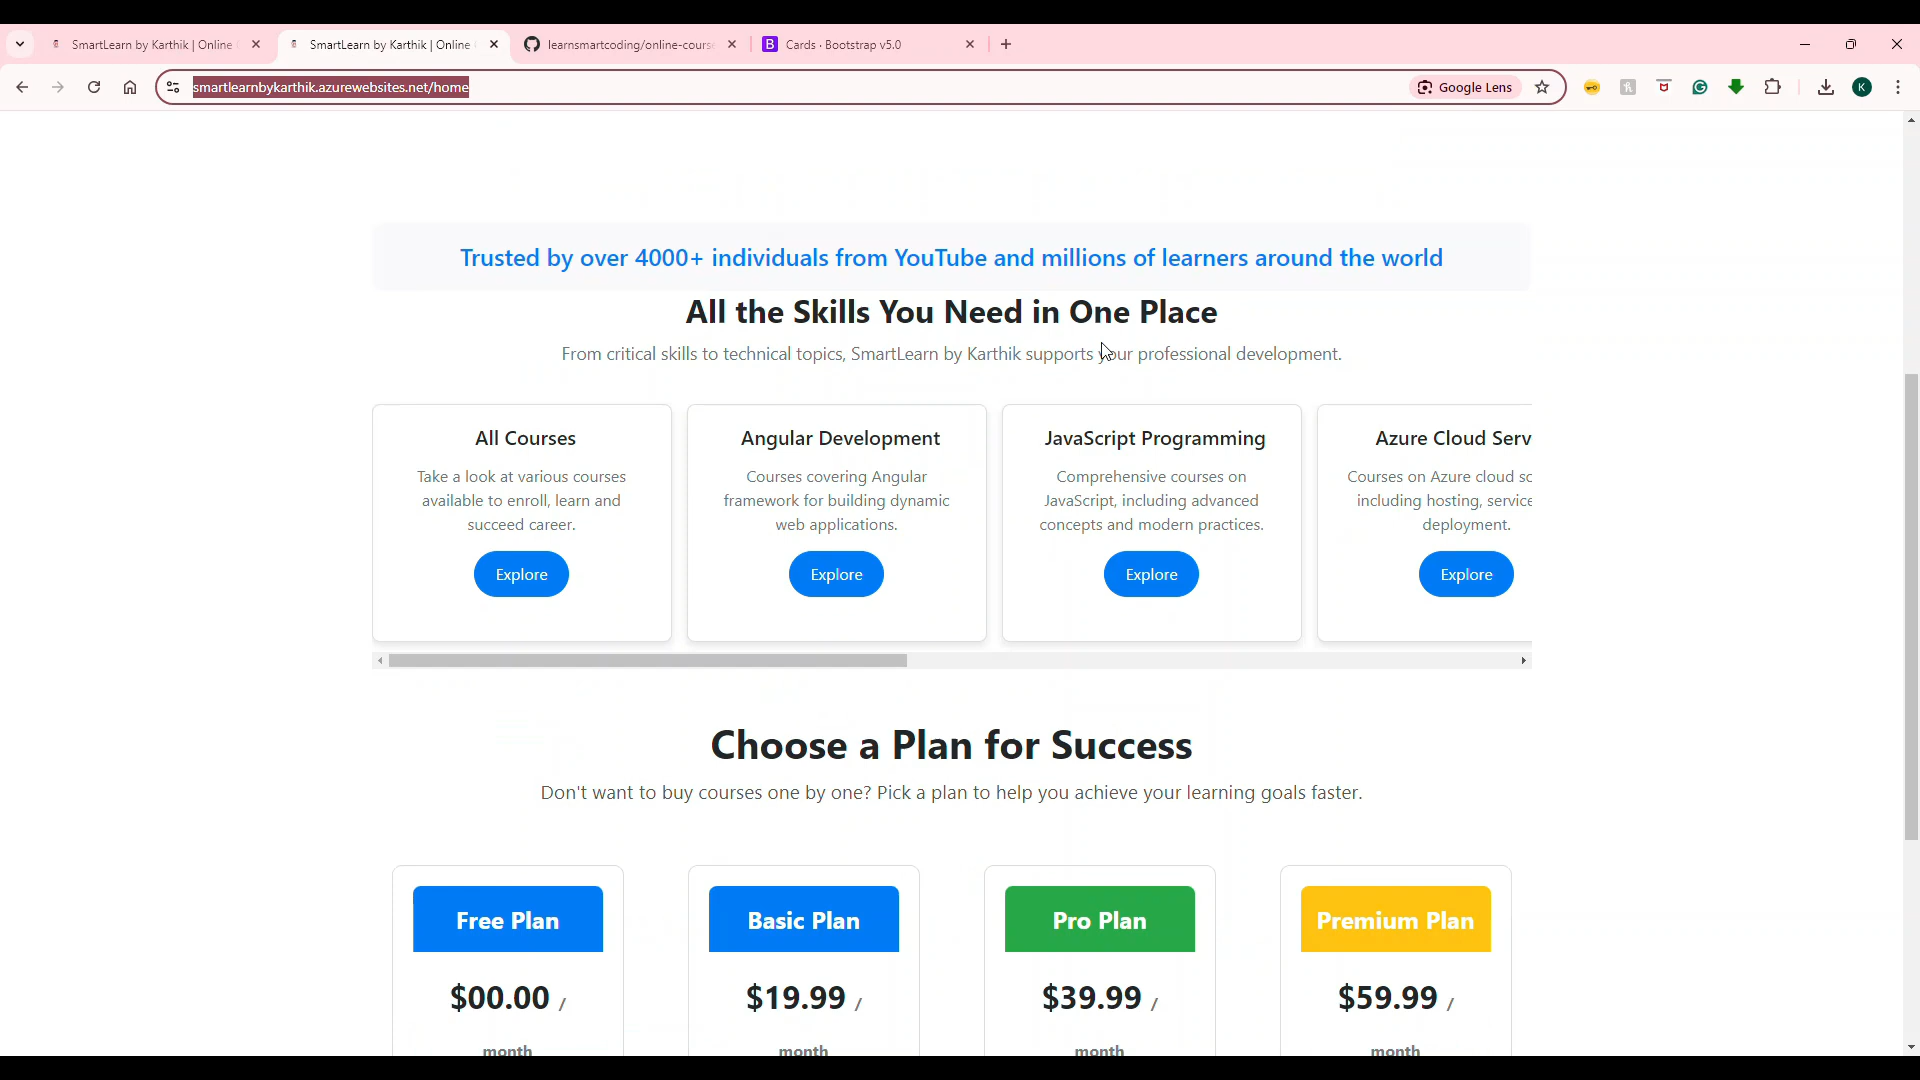 SmartLearn by Karthik | Online
SmartLearn by Karthik | Online
learnsmartcoding/online-cours
Cards · Bootstrap v5.0
smartlearnbykarthik.azurewebsites.net/home
Google Lens
K
Trusted by over 4000+ individuals from YouTube and millions of learners around the world
All the Skills You Need in One Place
From critical skills to technical topics, SmartLearn by Karthik supports your professional development.
All Courses
Take a look at various courses
available to enroll, learn and
succeed career.
Explore
Angular Development
Courses covering Angular
framework for building dynamic
web applications.
Explore
JavaScript Programming
Comprehensive courses on
JavaScript, including advanced
concepts and modern practices.
Explore
Azure Cloud Serv
Courses on Azure cloud sc
including hosting, service
deployment.
Explore
Choose a Plan for Success
Don't want to buy courses one by one? Pick a plan to help you achieve your learning goals faster.
Free Plan
$00.00 /
month
Basic Plan
$19.99 /
month
Pro Plan
$39.99 /
month
Premium Plan
$59.99 /
month